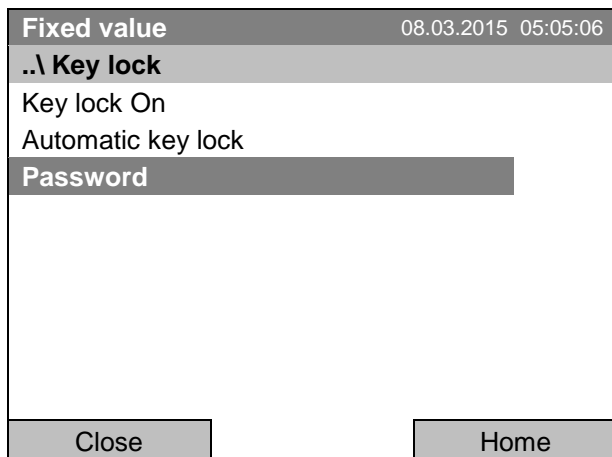 Fixed value 08.03.2015 05:05:06
..\ Key lock
Key lock On
Automatic key lock
Password
Close Home